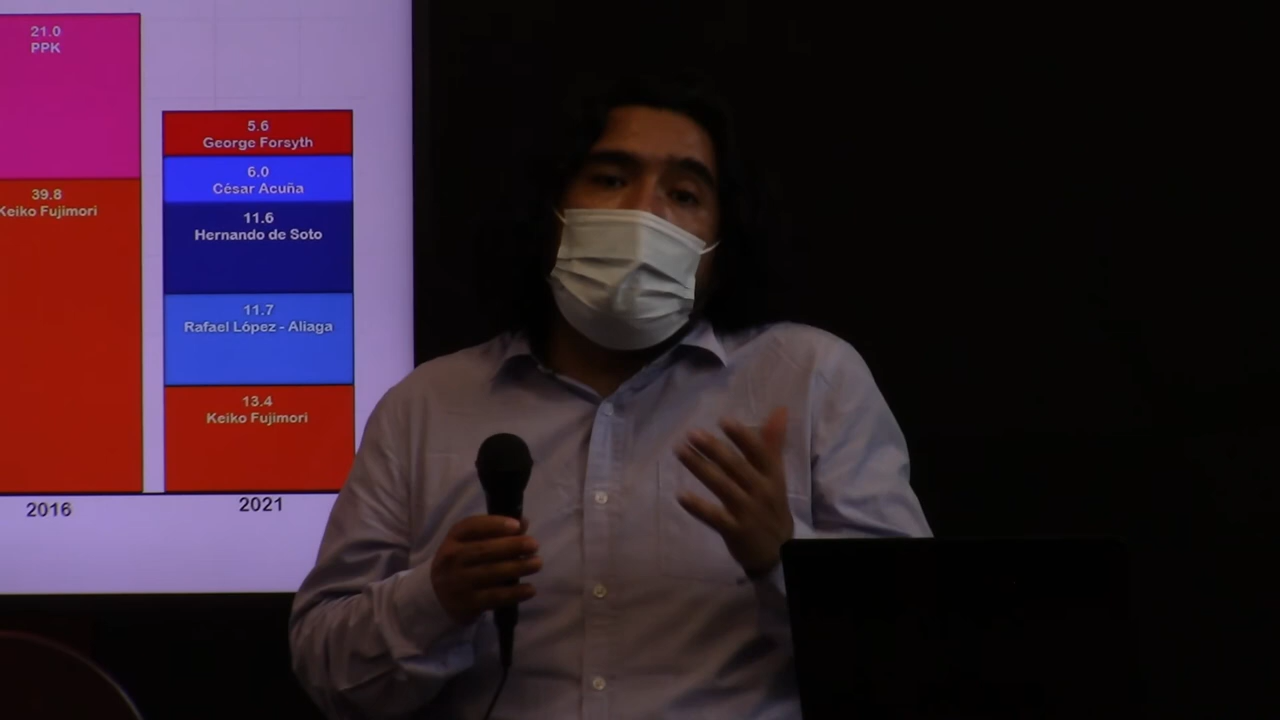 21.0
PPK
39.8
Keiko Fujimori
2016
5.6
George Forsyth
6.0
César Acuña
11.6
Hernando de Soto
11.7
Rafael López - Aliaga
13.4
Keiko Fujimori
2021